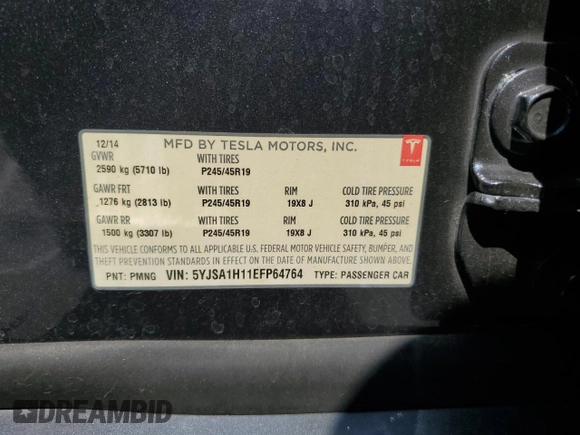 12/14 MFD BY TESLA MOTORS, INC.
GVWR WITH TIRES
2590 kg (5710 lb) P245/45R19
TESLA
GAWR FRT WITH TIRES RIM COLD TIRE PRESSURE
1276 kg (2813 lb) P245/45R19 19X8 J 310 kPa, 45 psi
GAWR RR WITH TIRES RIM COLD TIRE PRESSURE
1500 kg (3307 lb) P245/45R19 19X8 J 310 kPa, 45 psi
THIS VEHICLE CONFORMS TO ALL APPLICABLE U.S. FEDERAL MOTOR VEHICLE SAFETY, BUMPER, AND
THEFT PREVENTION STANDARDS IN EFFECT ON THE DATE OF MANUFACTURE SHOWN ABOVE.
PNT: PMNG VIN: 5YJSA1H11EFP64764 TYPE: PASSENGER CAR
DREAMBID